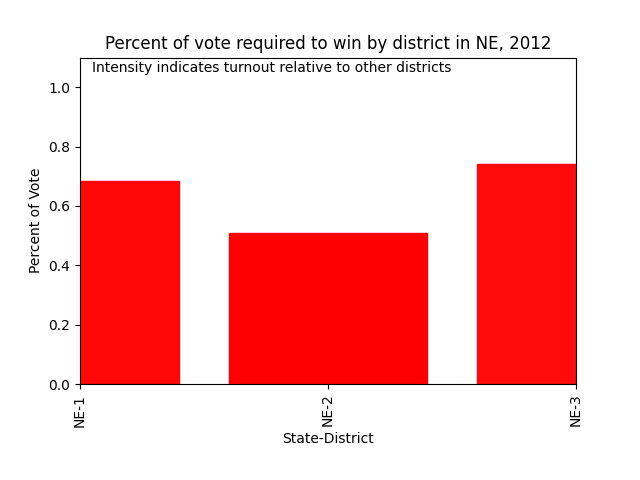 Percent of vote required to win by district in NE, 2012
Intensity indicates turnout relative to other districts
1.0
0.8
0.6
0.4
0.2
0.0
Percent of Vote
NE-1
NE-2
NE-3
State-District